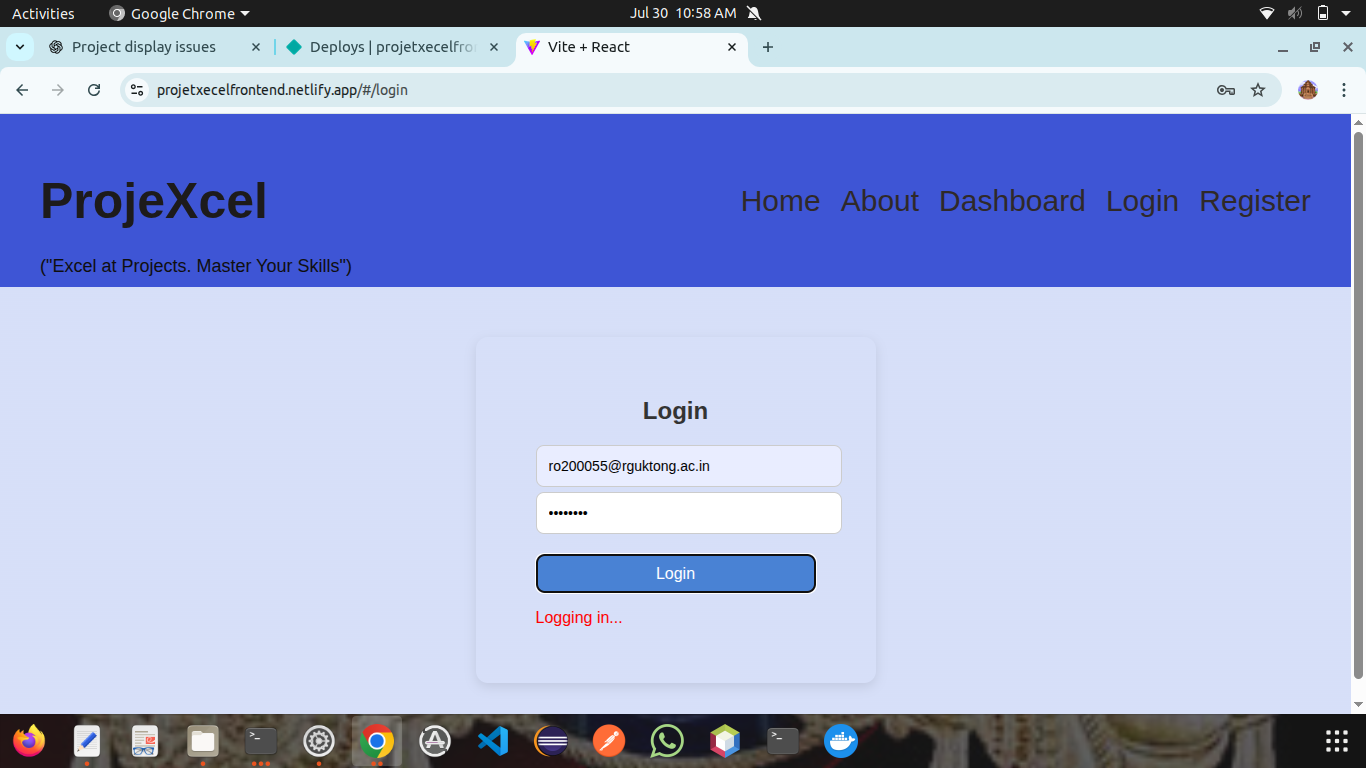 Activities
Google Chrome
Jul 30 10:58 AM
Project display issues
Deploys | projetxecelfro
Vite + React
projetxecelfrontend.netlify.app/#/login
ProjeXcel
Home About Dashboard Login Register
("Excel at Projects. Master Your Skills")
Login
ro200055@rguktong.ac.in
••••••••
Login
Logging in...